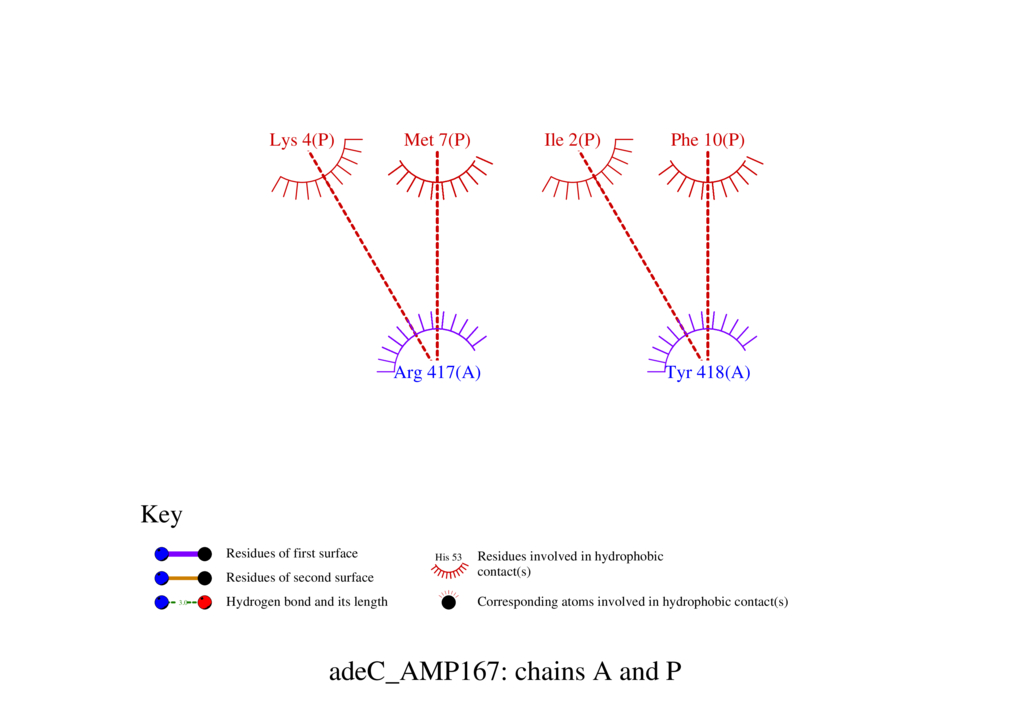 Lys 4(P) Met 7(P) Ile 2(P) Phe 10(P)
Arg 417(A) Tyr 418(A)
Key
Residues of first surface
Residues of second surface
3.0
Hydrogen bond and its length
His 53
Residues involved in hydrophobic
contact(s)
Corresponding atoms involved in hydrophobic contact(s)
adeC_AMP167: chains A and P